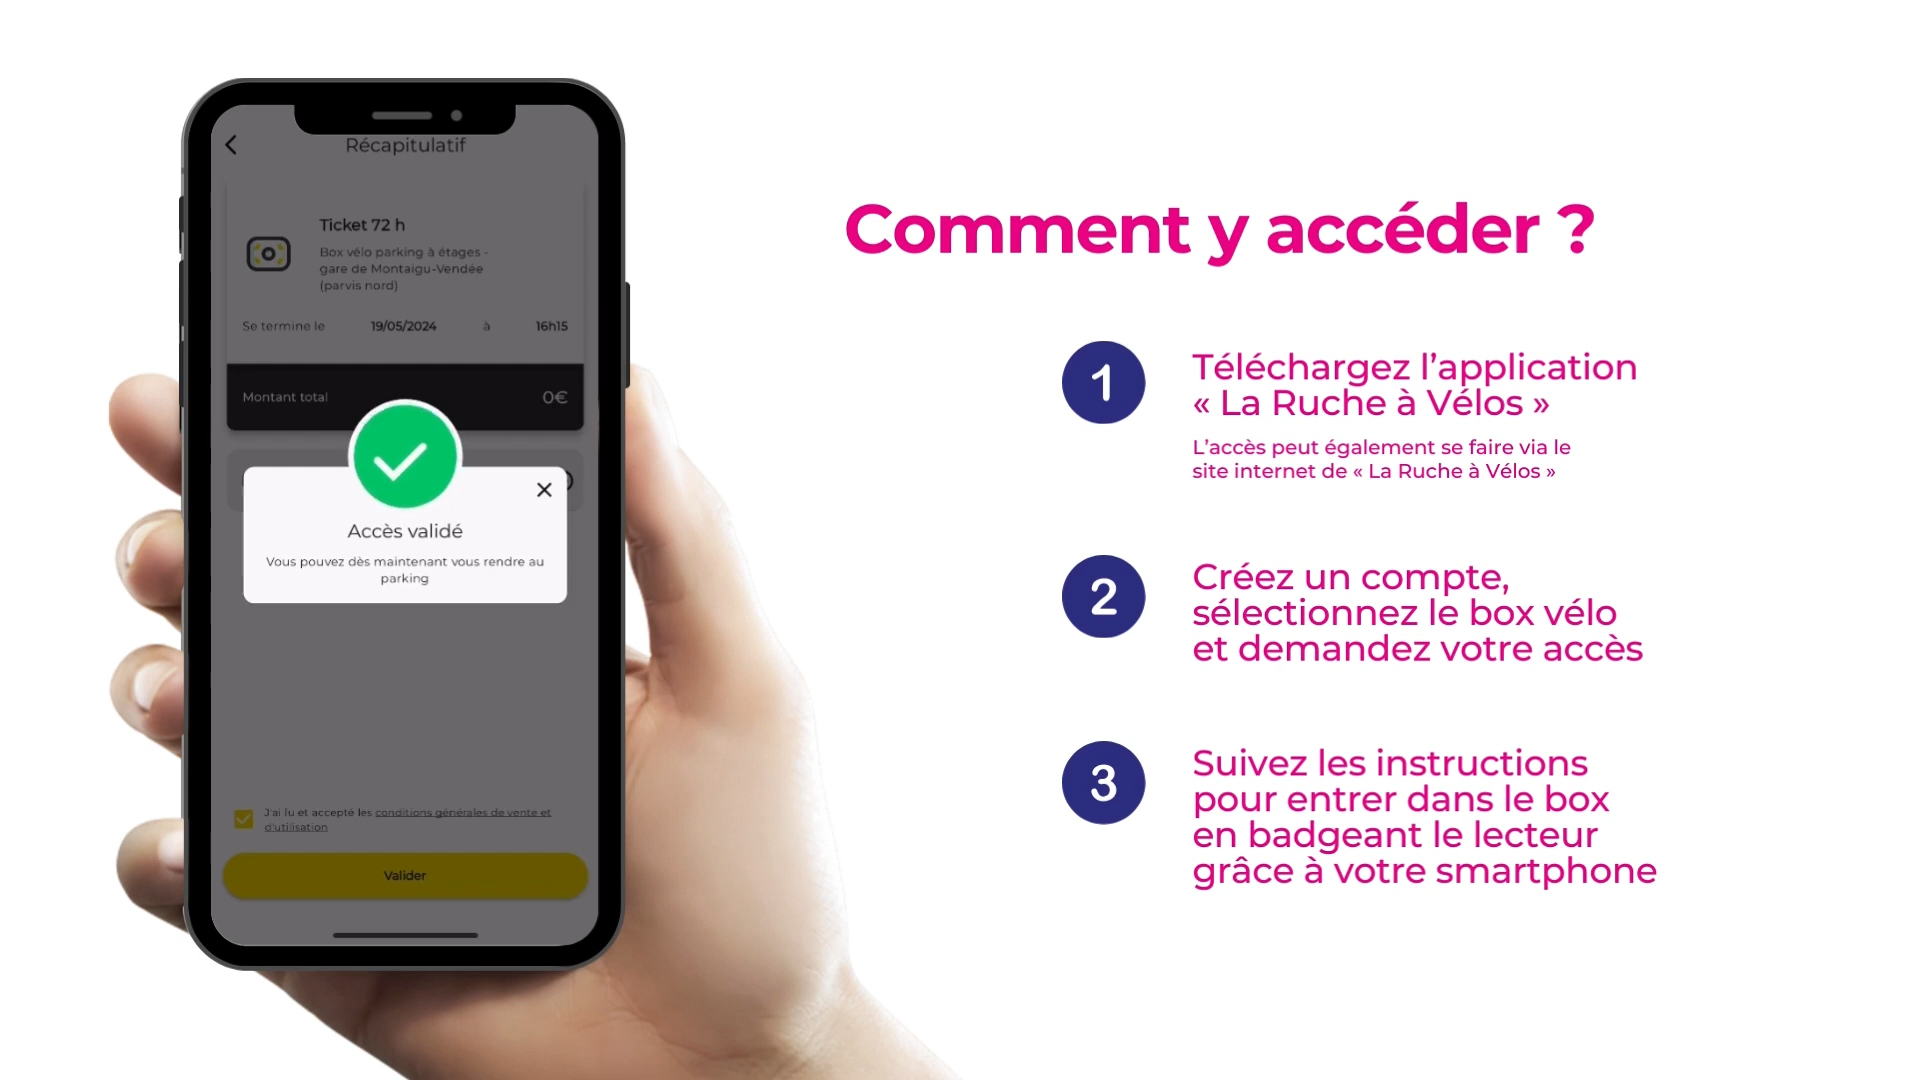 Récapitulatif
Ticket 72 h
Box vélo parking à étages -
gare de Montaigu-Vendée
(parvis nord)
Se termine le 19/05/2024 à 16h15
Montant total 0€
Accès validé
Vous pouvez dès maintenant vous rendre au
parking
J'ai lu et accepté les conditions générales de vente et
d'utilisation
Valider
Comment y accéder ?
1
Téléchargez l’application
« La Ruche à Vélos »
L’accès peut également se faire via le
site internet de « La Ruche à Vélos »
2
Créez un compte,
sélectionnez le box vélo
et demandez votre accès
3
Suivez les instructions
pour entrer dans le box
en badgeant le lecteur
grâce à votre smartphone